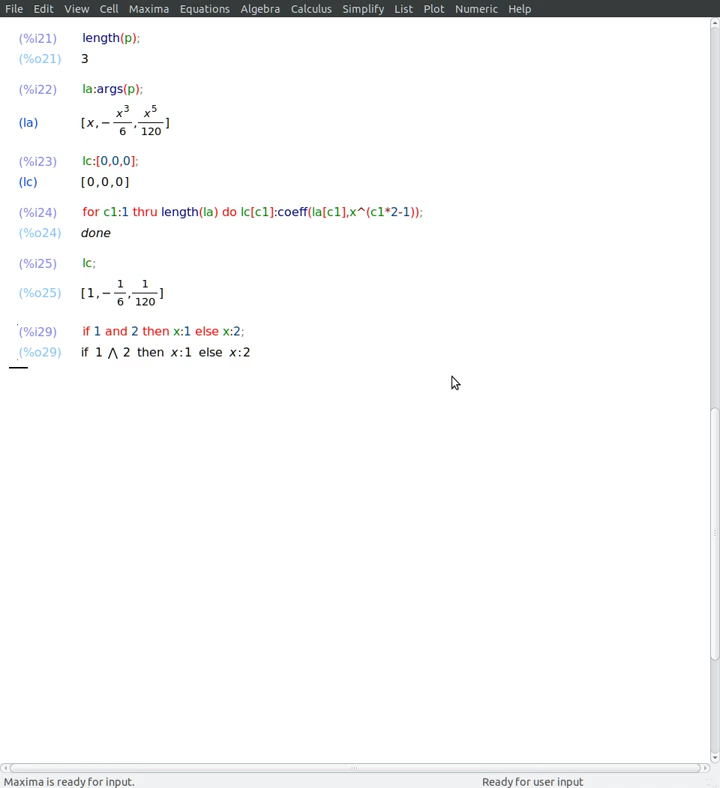 File Edit View Cell Maxima Equations Algebra Calculus Simplify List Plot Numeric Help
(%i21) length(p);
(%o21) 3
(%i22) la:args(p);
(la) [x,-x^3/6,x^5/120]
(%i23) lc:[0,0,0];
(lc) [0,0,0]
(%i24) for c1:1 thru length(la) do lc[c1]:coeff(la[c1],x^(c1*2-1));
(%o24) done
(%i25) lc;
(%o25) [1,-1/6,1/120]
(%i29) if 1 and 2 then x:1 else x:2;
(%o29) if 1 ⋀ 2 then x:1 else x:2
Maxima is ready for input. Ready for user input